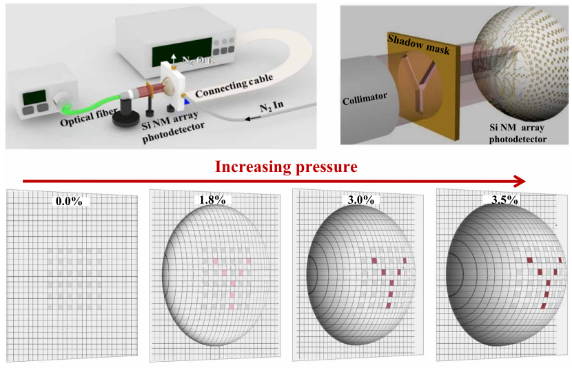 N₂ Out
Connecting cable
Optical fiber
Si NM array
photodetector
N₂ In
Shadow mask
Collimator
Si NM array
photodetector
Increasing pressure
0.0%
1.8%
3.0%
3.5%